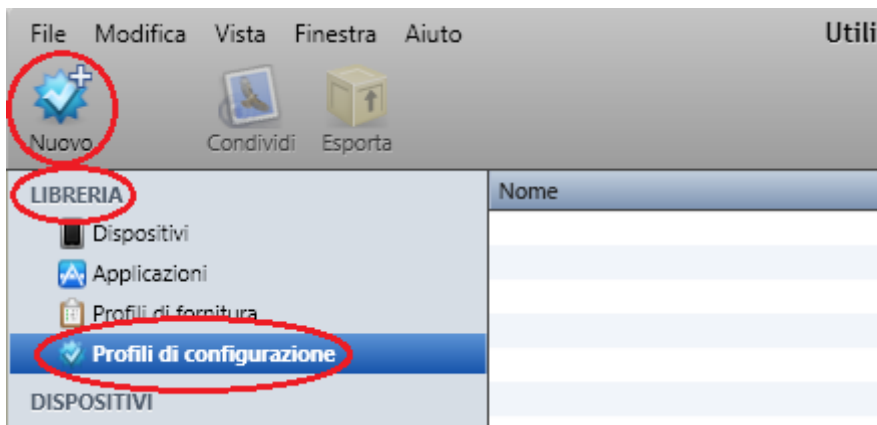 File Modifica Vista Finestra Aiuto Utili
Nuovo Condividi Esporta
LIBRERIA Nome
Dispositivi
Applicazioni
Profili di fornitura
Profili di configurazione
DISPOSITIVI